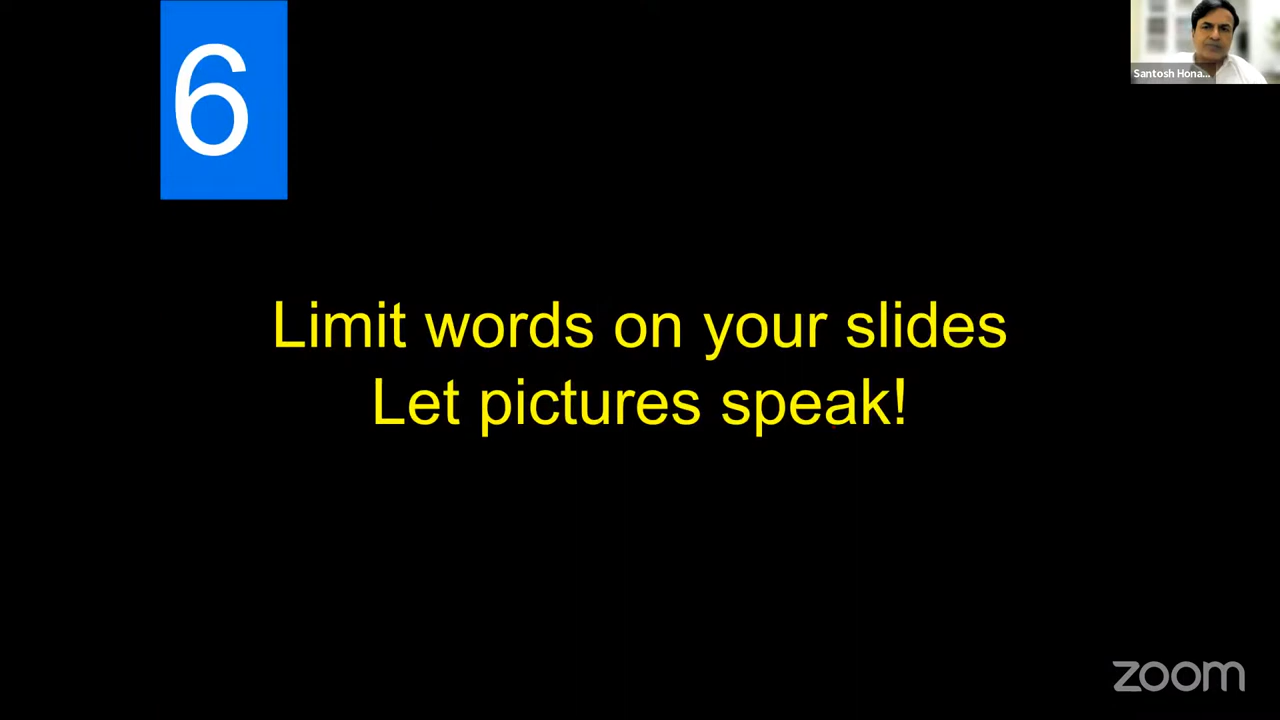 6
Santosh Hona...
Limit words on your slides
Let pictures speak!
zoom